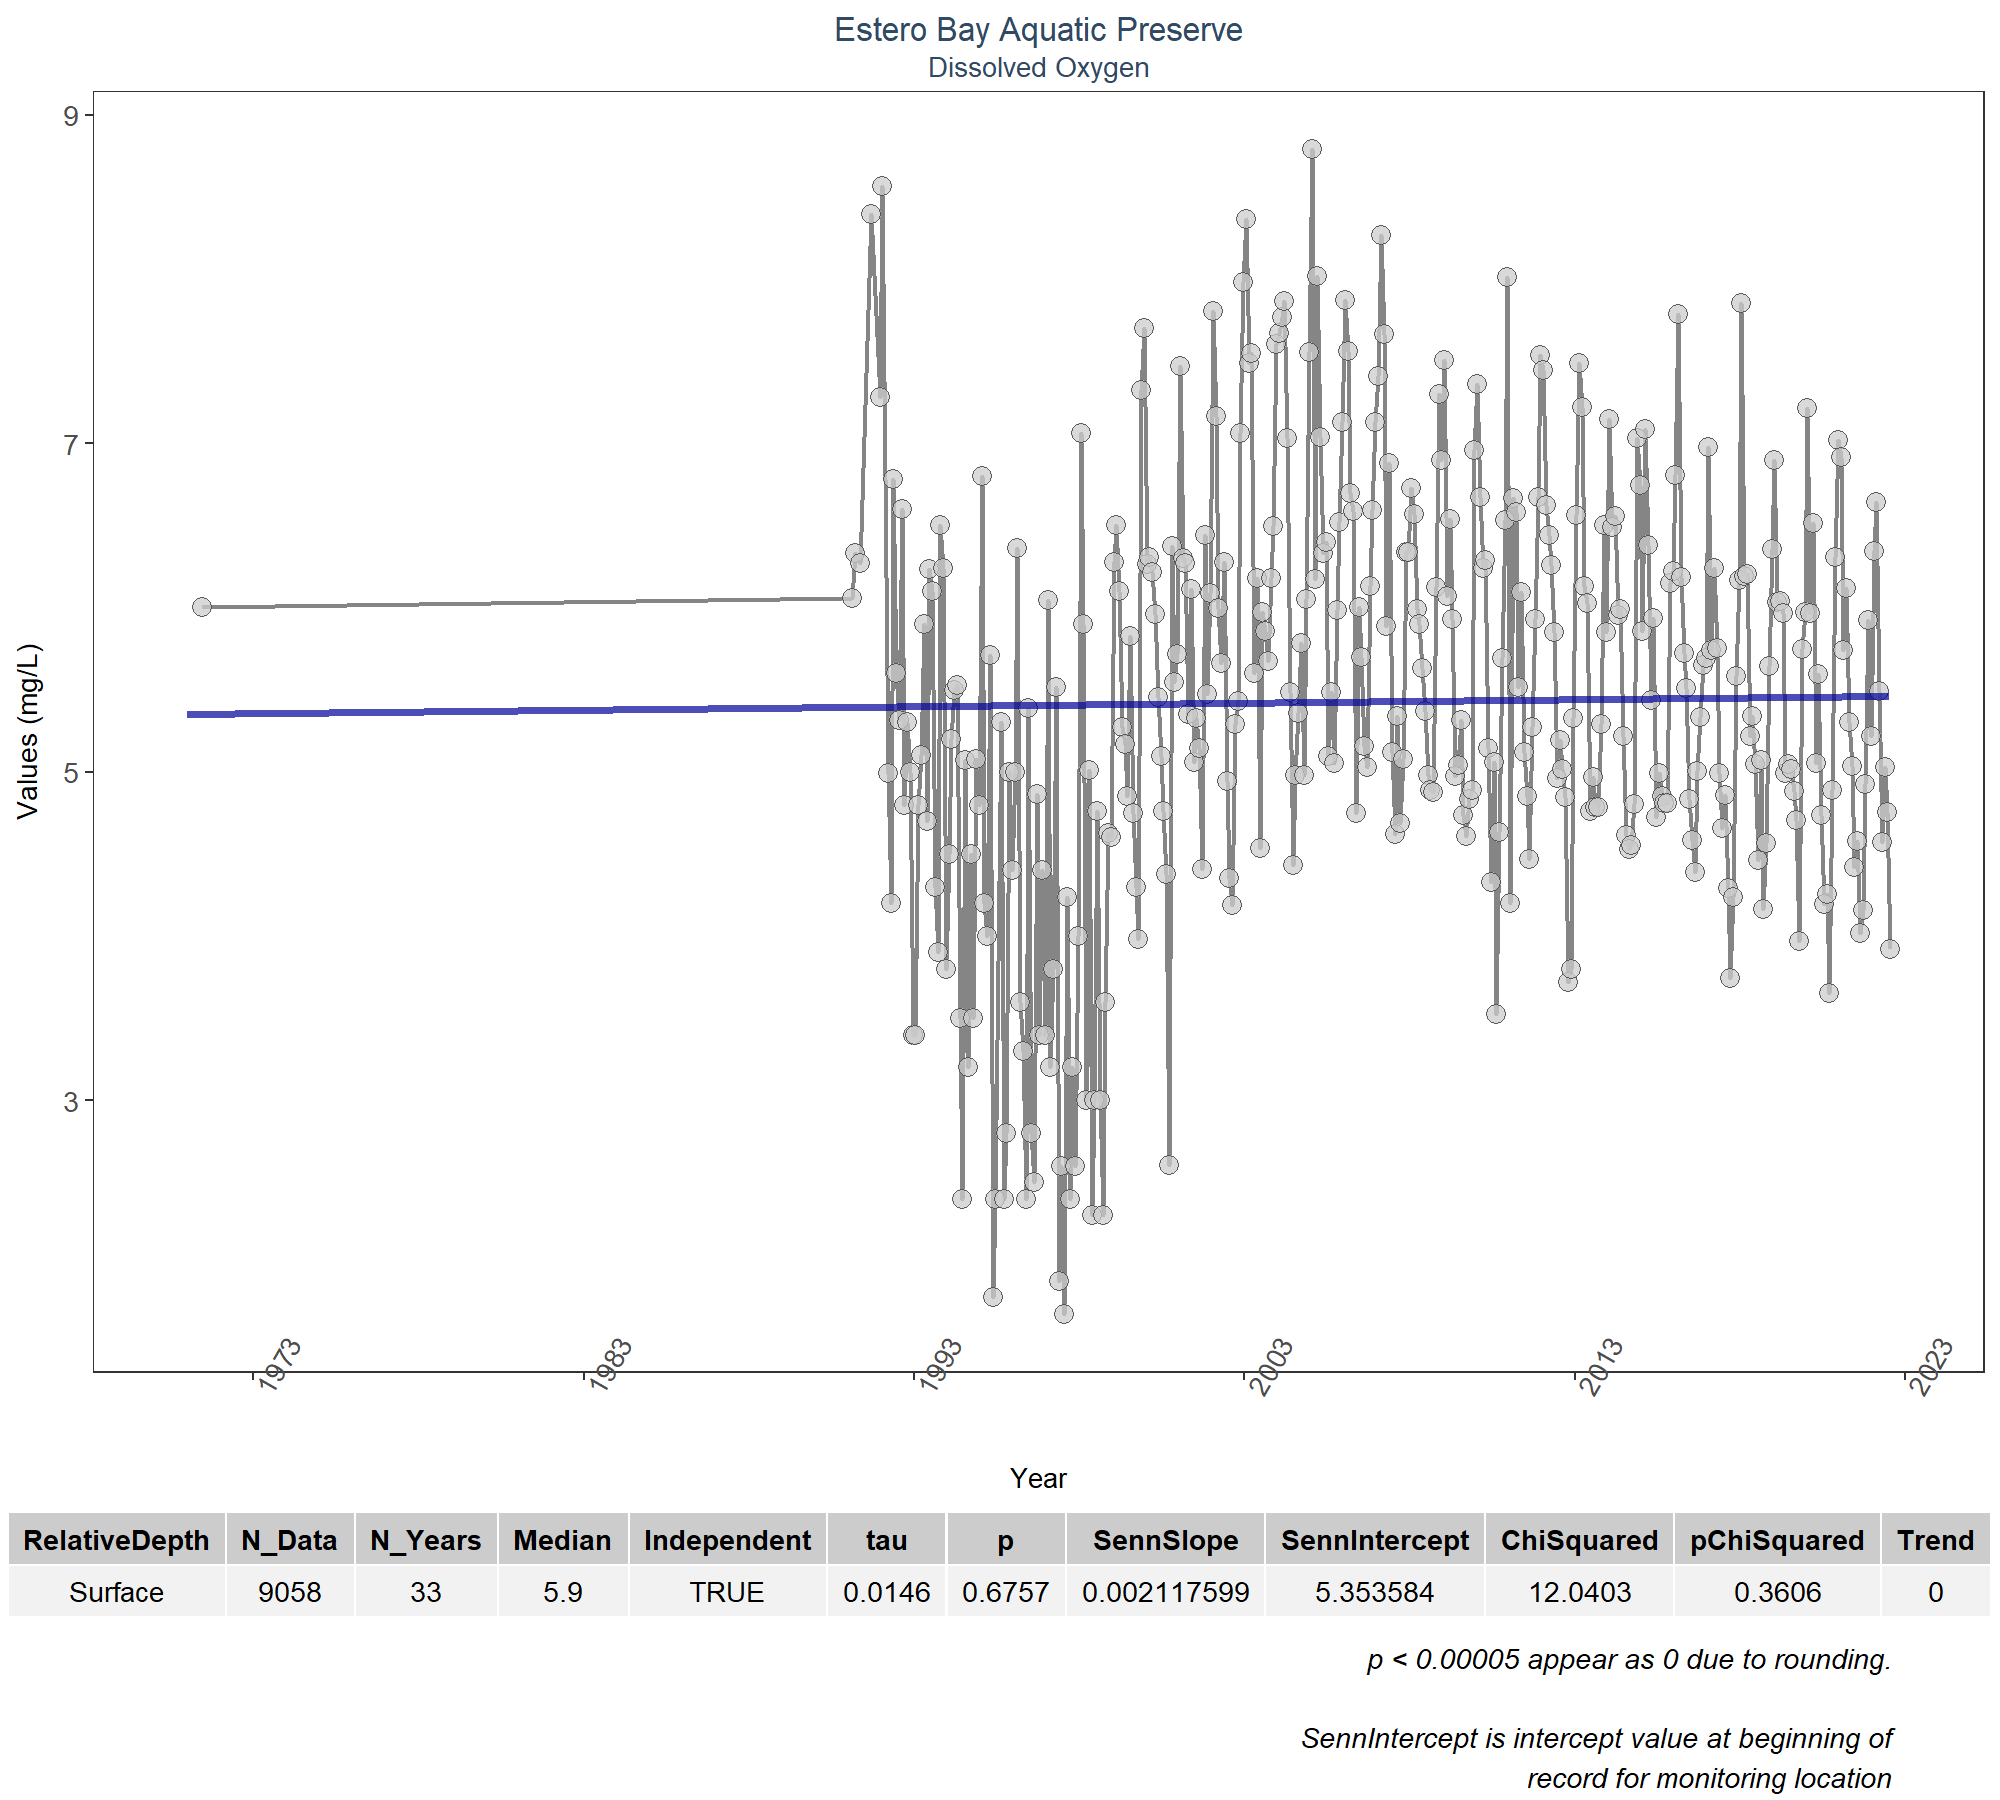 Estero Bay Aquatic Preserve
Dissolved Oxygen
Values (mg/L)
9
7
5
3
1973
1983
1993
2003
2013
2023
Year
RelativeDepth N_Data N_Years Median Independent tau p SennSlope SennIntercept ChiSquared pChiSquared Trend
Surface 9058 33 5.9 TRUE 0.0146 0.6757 0.002117599 5.353584 12.0403 0.3606 0
p < 0.00005 appear as 0 due to rounding.
SennIntercept is intercept value at beginning of
record for monitoring location